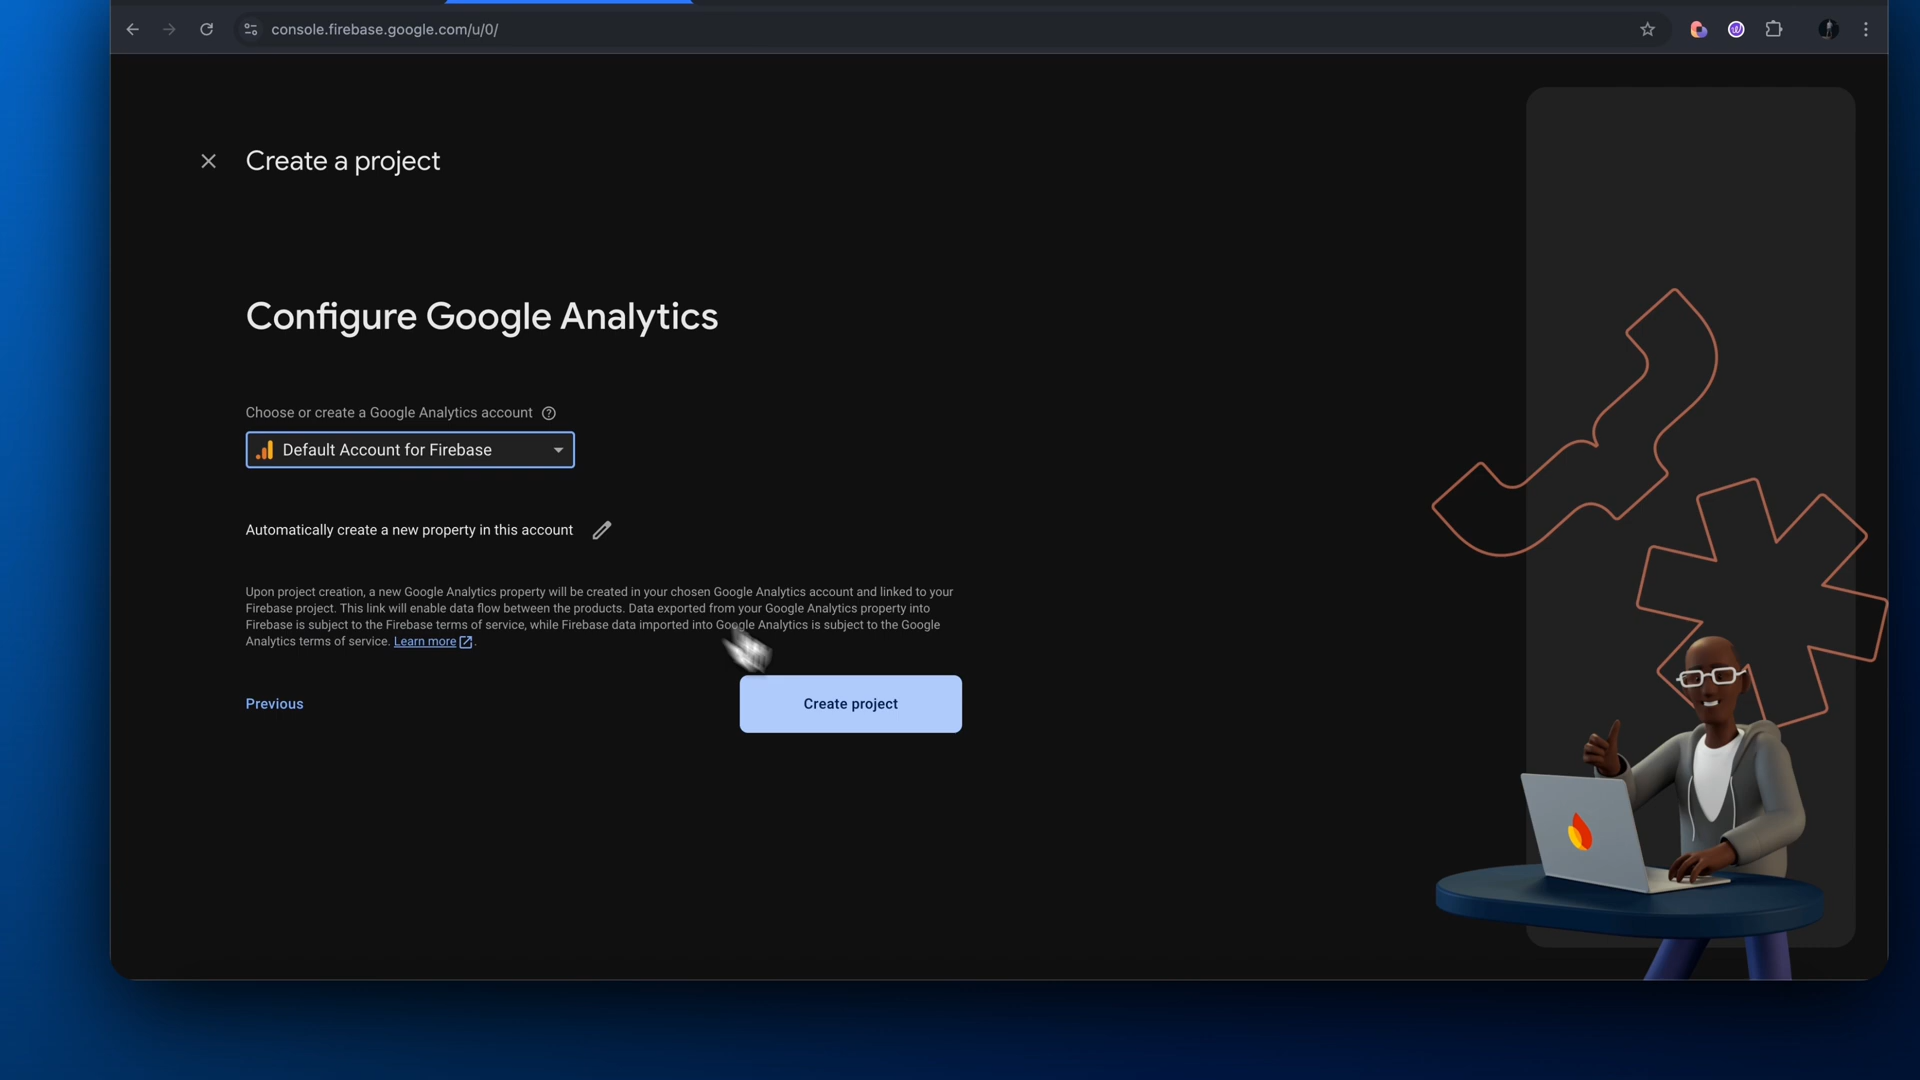 console.firebase.google.com/u/0/
Create a project
Configure Google Analytics
Choose or create a Google Analytics account
Default Account for Firebase
Automatically create a new property in this account
Upon project creation, a new Google Analytics property will be created in your chosen Google Analytics account and linked to your
Firebase project. This link will enable data flow between the products. Data exported from your Google Analytics property into
Firebase is subject to the Firebase terms of service, while Firebase data imported into Google Analytics is subject to the Google
Analytics terms of service. Learn more.
Previous
Create project